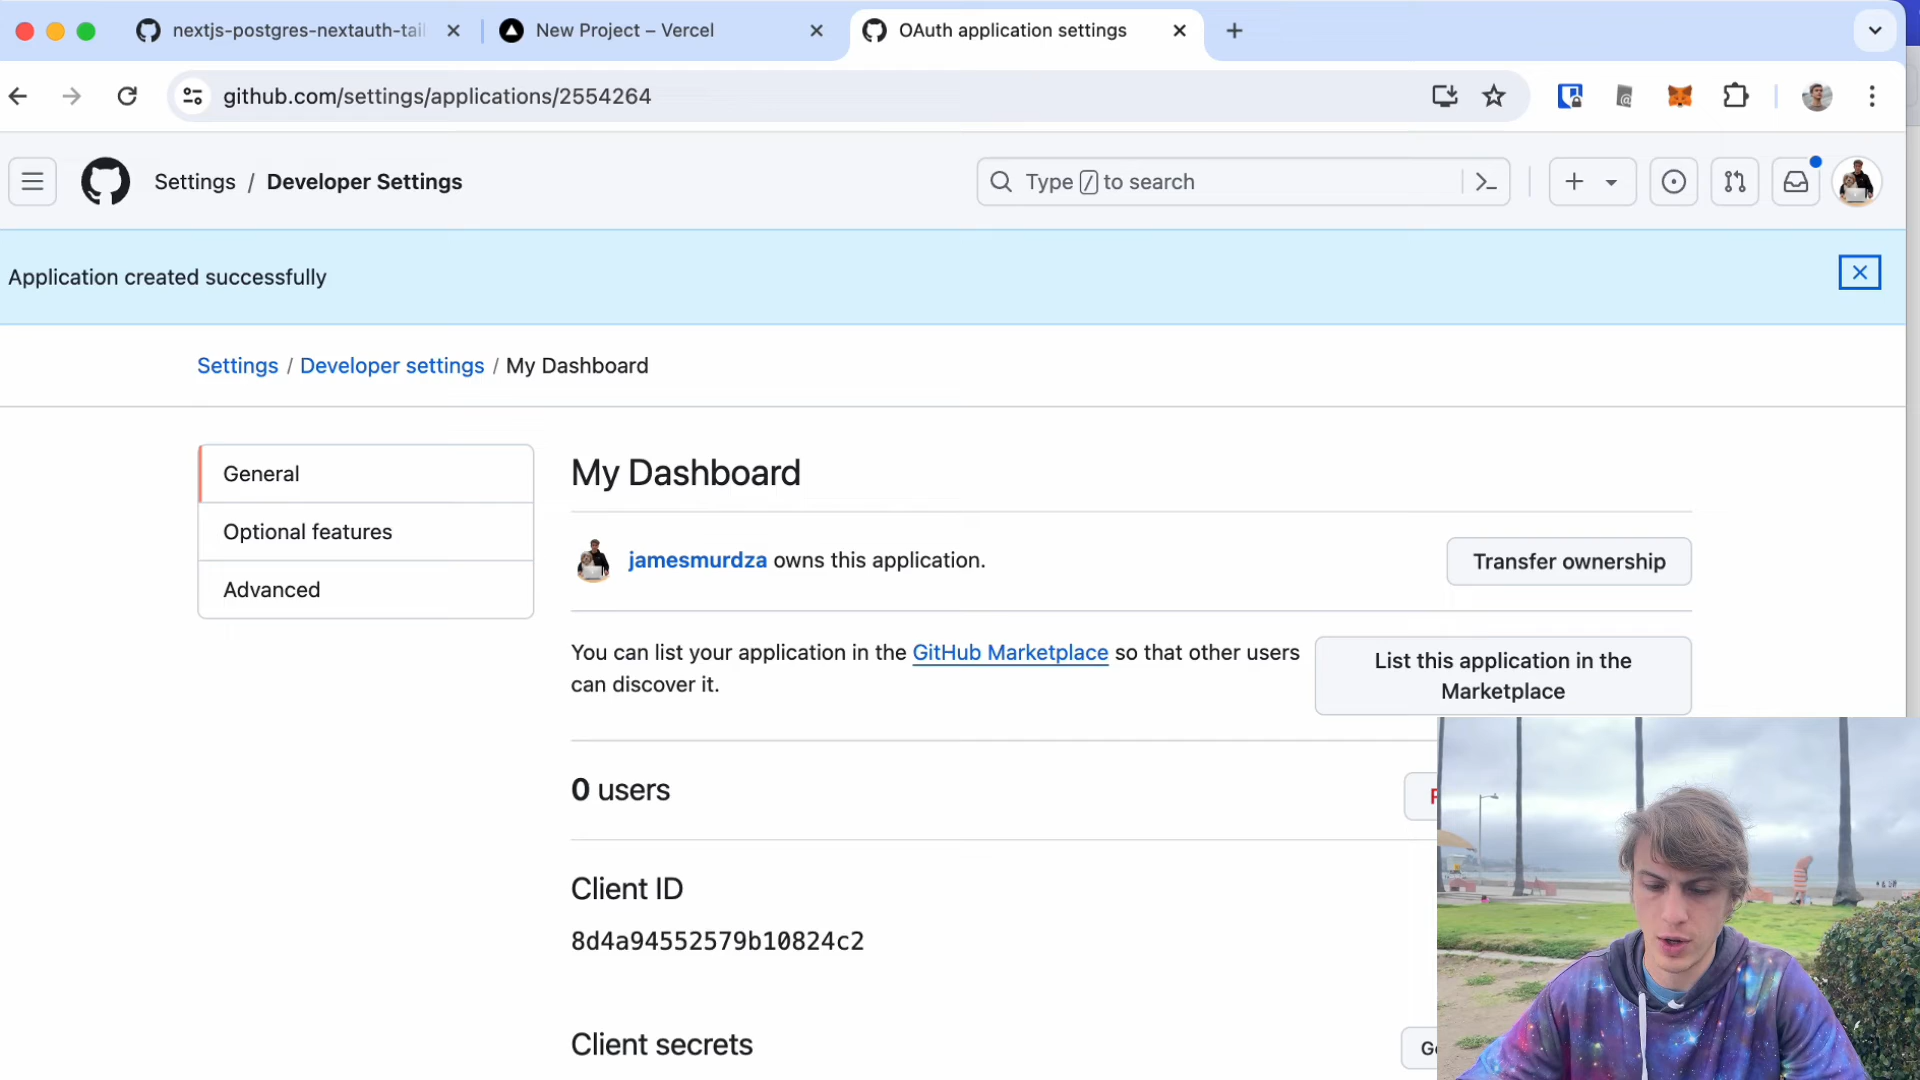 nextjs-postgres-nextauth-tail
New Project – Vercel
OAuth application settings
github.com/settings/applications/2554264
Settings / Developer Settings
Type / to search
Application created successfully
Settings / Developer settings / My Dashboard
General
Optional features
Advanced
My Dashboard
jamesmurdza owns this application.
Transfer ownership
You can list your application in the GitHub Marketplace so that other users
can discover it.
List this application in the
Marketplace
0 users
Client ID
8d4a94552579b10824c2
Client secrets